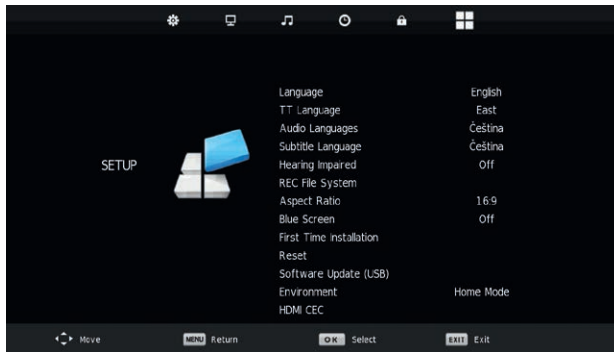 SETUP
Language English
TT Language East
Audio Languages Čeština
Subtitle Language Čeština
Hearing Impaired Off
REC File System
Aspect Ratio 16:9
Blue Screen Off
First Time Installation
Reset
Software Update (USB)
Environment Home Mode
HDMI CEC
Move MENU Return OK Select EXIT Exit